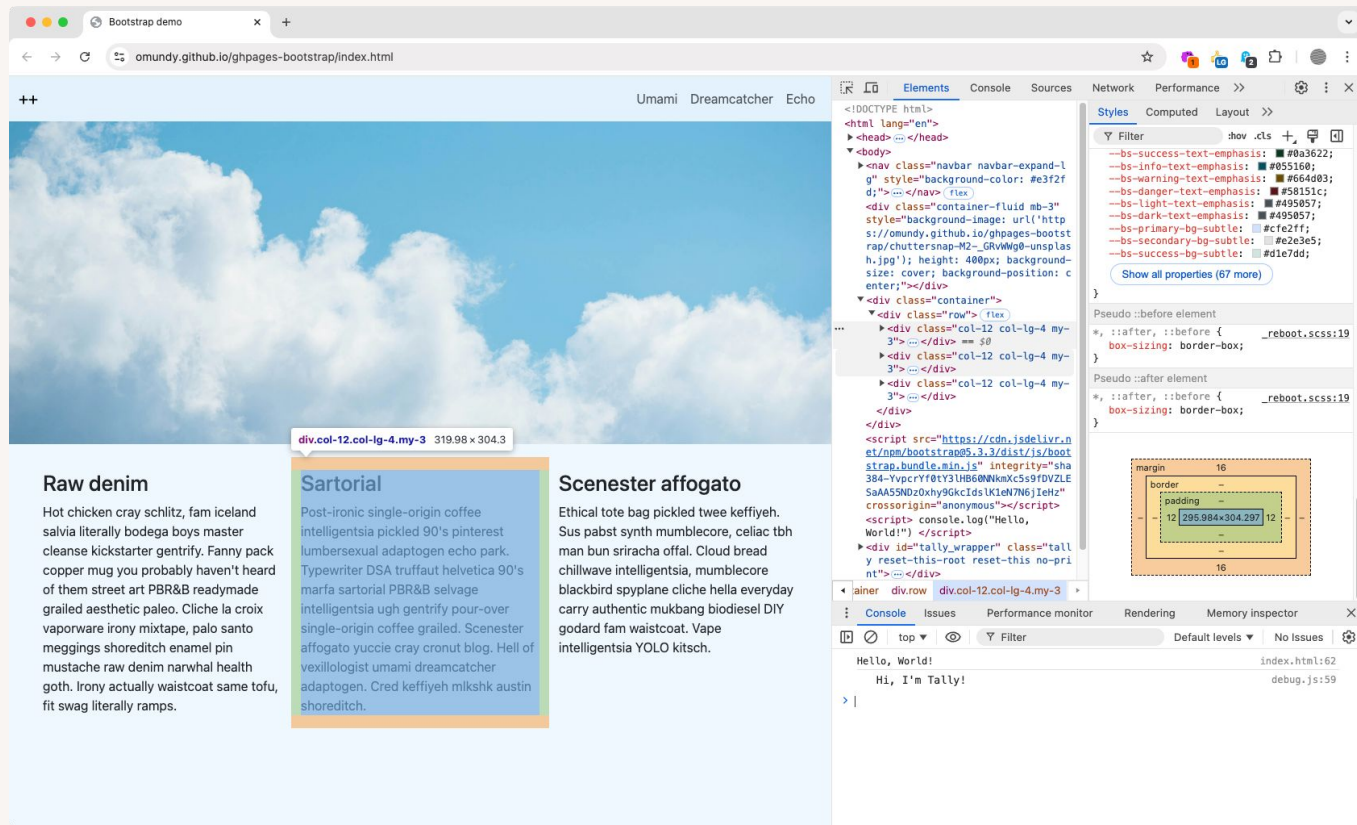 Bootstrap demo
omundy.github.io/ghpages-bootstrap/index.html
1
LG
2
++
Umami Dreamcatcher Echo
div.col-12.col-lg-4.my-3 319.98 × 304.3
Raw denim
Hot chicken cray schlitz, fam iceland
salvia literally bodega boys master
cleanse kickstarter gentrify. Fanny pack
copper mug you probably haven't heard
of them street art PBR&B readymade
grailed aesthetic paleo. Cliche la croix
vaporware irony mixtape, palo santo
meggings shoreditch enamel pin
mustache raw denim narwhal health
goth. Irony actually waistcoat same tofu,
fit swag literally ramps.
Sartorial
Post-ironic single-origin coffee
intelligentsia pickled 90's pinterest
lumbersexual adaptogen echo park.
Typewriter DSA truffaut helvetica 90's
marfa sartorial PBR&B selvage
intelligentsia ugh gentrify pour-over
single-origin coffee grailed. Scenester
affogato yuccie cray cronut blog. Hell of
vexillologist umami dreamcatcher
adaptogen. Cred keffiyeh mlkshk austin
shoreditch.
Scenester affogato
Ethical tote bag pickled twee keffiyeh.
Sus pabst synth mumblecore, celiac tbh
man bun sriracha offal. Cloud bread
chillwave intelligentsia, mumblecore
blackbird spyplane cliche hella everyday
carry authentic mukbang biodiesel DIY
godard fam waistcoat. Vape
intelligentsia YOLO kitsch.
Elements Console Sources Network Performance
<!DOCTYPE html>
<html lang="en">
<head> … </head>
<body>
<nav class="navbar navbar-expand-l
g" style="background-color: #e3f2f
d;"> … </nav> flex
<div class="container-fluid mb-3"
style="background-image: url('http
s://omundy.github.io/ghpages-bootst
rap/chuttersnap-M2-_GRvWWg0-unsplas
h.jpg'); height: 400px; background-
size: cover; background-position: c
enter;"></div>
<div class="container">
<div class="row"> flex
<div class="col-12 col-lg-4 my-
3"> … </div> == $0
<div class="col-12 col-lg-4 my-
3"> … </div>
<div class="col-12 col-lg-4 my-
3"> … </div>
</div>
</div>
<script src="https://cdn.jsdelivr.n
et/npm/bootstrap@5.3.3/dist/js/boot
strap.bundle.min.js" integrity="sha
384-YvpcrYf0tY3lHB60NNkmXc5s9fDVZLE
SaAA55NDzOxhy9GkcIdslK1eN7N6jIeHz"
crossorigin="anonymous"></script>
<script> console.log("Hello,
World!") </script>
<div id="tally_wrapper" class="tall
y reset-this-root reset-this no-pri
nt"> … </div>
ainer div.row div.col-12.col-lg-4.my-3
Styles Computed Layout
Filter :hov .cls
--bs-success-text-emphasis: #0a3622;
--bs-info-text-emphasis: #055160;
--bs-warning-text-emphasis: #664d03;
--bs-danger-text-emphasis: #58151c;
--bs-light-text-emphasis: #495057;
--bs-dark-text-emphasis: #495057;
--bs-primary-bg-subtle: #cfe2ff;
--bs-secondary-bg-subtle: #e2e3e5;
--bs-success-bg-subtle: #d1e7dd;
Show all properties (67 more)
}
Pseudo ::before element
*, ::after, ::before { _reboot.scss:19
box-sizing: border-box;
}
Pseudo ::after element
*, ::after, ::before { _reboot.scss:19
box-sizing: border-box;
}
margin 16
border –
padding –
– – 12 295.984×304.297 12 – –
–
–
16
Console Issues Performance monitor Rendering Memory inspector
top Filter Default levels No Issues
Hello, World! index.html:62
Hi, I'm Tally! debug.js:59
>